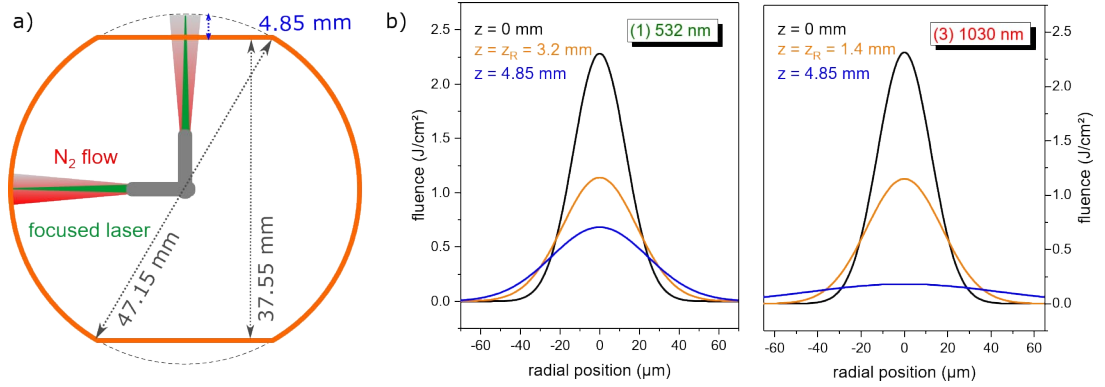 a)
4.85 mm
N₂ flow
focused laser
47.15 mm
37.55 mm
b)
z = 0 mm
z = z_R = 3.2 mm
z = 4.85 mm
(1) 532 nm
fluence (J/cm²)
2.5
2.0
1.5
1.0
0.5
0.0
-60 -40 -20 0 20 40 60
radial position (µm)
z = 0 mm
z = z_R = 1.4 mm
z = 4.85 mm
(3) 1030 nm
2.5
2.0
1.5
1.0
0.5
0.0
fluence (J/cm²)
-60 -40 -20 0 20 40 60
radial position (µm)